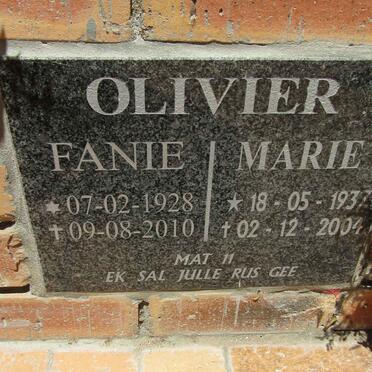 OLIVIER
FANIE | MARIE
* 07-02-1928 | * 18-05-1937
† 09-08-2010 | † 02-12-2004
MAT 11
EK SAL JULLE RUS GEE